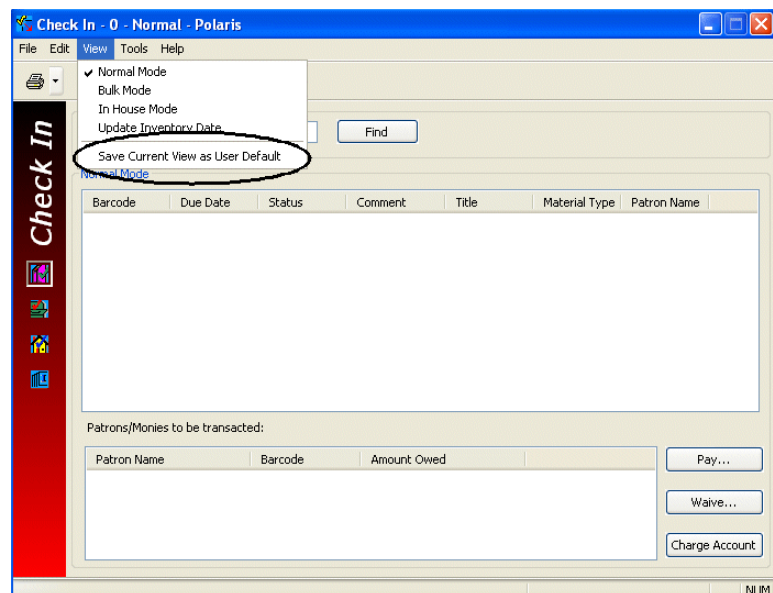 Check In - 0 - Normal - Polaris
File Edit View Tools Help
Normal Mode
Bulk Mode
In House Mode
Update Inventory Date
Find
Save Current View as User Default
Check In
Normal Mode
Barcode Due Date Status Comment Title Material Type Patron Name
Patrons/Monies to be transacted:
Patron Name Barcode Amount Owed
Pay...
Waive...
Charge Account
NUM